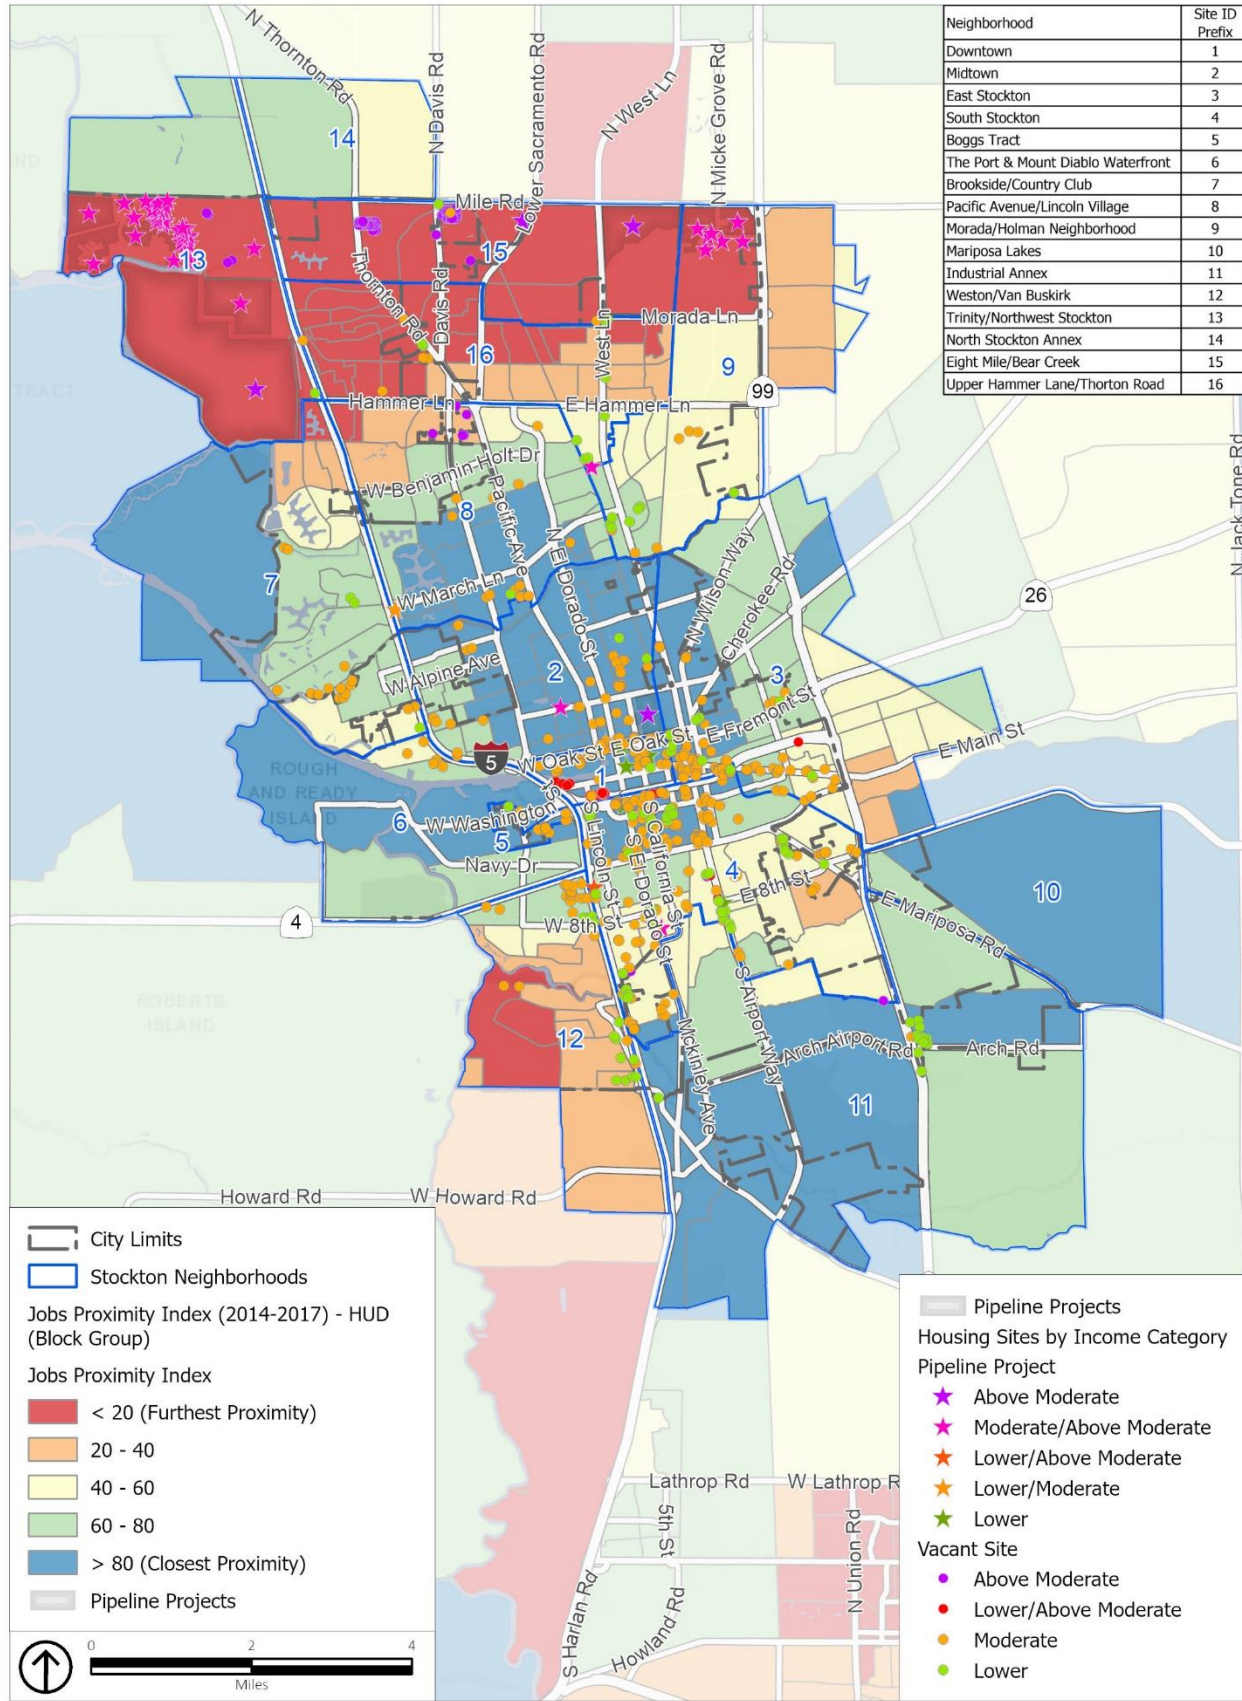 Neighborhood Site ID Prefix
Downtown 1
Midtown 2
East Stockton 3
South Stockton 4
Boggs Tract 5
The Port & Mount Diablo Waterfront 6
Brookside/Country Club 7
Pacific Avenue/Lincoln Village 8
Morada/Holman Neighborhood 9
Mariposa Lakes 10
Industrial Annex 11
Weston/Van Buskirk 12
Trinity/Northwest Stockton 13
North Stockton Annex 14
Eight Mile/Bear Creek 15
Upper Hammer Lane/Thorton Road 16
N Thornton Rd
N Davis Rd
Lower Sacramento Rd
N West Ln
N Micke Grove Rd
14
Mile Rd
13
15
Thornton Rd
Davis Rd
16
West Ln
Morada Ln
9
99
TRACT
Hammer Ln
E Hammer Ln
W Benjamin Holt Dr
8
Pacific Ave
N El Dorado St
N Wilson Way
Cherokee Rd
N Jack Tone Rd
7
W March Ln
26
W Alpine Ave
2
3
E Fremont St
E Main St
W Oak St
E Oak St
5
ROUGH
AND READY
ISLAND
1
6
W Washington St
5
Navy Dr
S Lincoln St
S California St
S El Dorado St
4
E 8th St
10
4
W 8th St
E Mariposa Rd
ROBERTS
ISLAND
12
S Airport Way
Mckinley Ave
Arch Airport Rd
Arch Rd
11
Howard Rd
W Howard Rd
Lathrop Rd
W Lathrop R
5th St
N Union Rd
S Harlan Rd
Howland Rd
City Limits
Stockton Neighborhoods
Jobs Proximity Index (2014-2017) - HUD
(Block Group)
Jobs Proximity Index
< 20 (Furthest Proximity)
20 - 40
40 - 60
60 - 80
> 80 (Closest Proximity)
Pipeline Projects
0 2 4
Miles
Pipeline Projects
Housing Sites by Income Category
Pipeline Project
Above Moderate
Moderate/Above Moderate
Lower/Above Moderate
Lower/Moderate
Lower
Vacant Site
Above Moderate
Lower/Above Moderate
Moderate
Lower